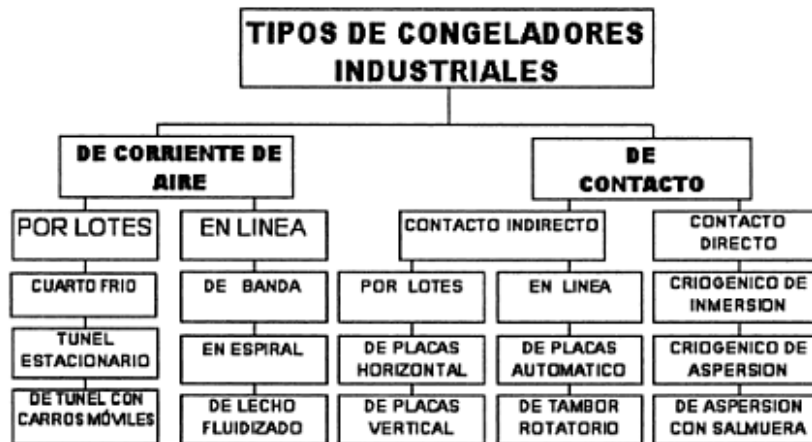 TIPOS DE CONGELADORES
INDUSTRIALES
DE CORRIENTE DE
AIRE
DE
CONTACTO
POR LOTES
EN LINEA
CONTACTO INDIRECTO
CONTACTO
DIRECTO
CUARTO FRIO
DE BANDA
POR LOTES
EN LINEA
CRIOGENICO DE
INMERSION
TUNEL
ESTACIONARIO
EN ESPIRAL
DE PLACAS
HORIZONTAL
DE PLACAS
AUTOMATICO
CRIOGENICO DE
ASPERSION
DE TUNEL CON
CARROS MÓVILES
DE LECHO
FLUIDIZADO
DE PLACAS
VERTICAL
DE TAMBOR
ROTATORIO
DE ASPERSION
CON SALMUERA